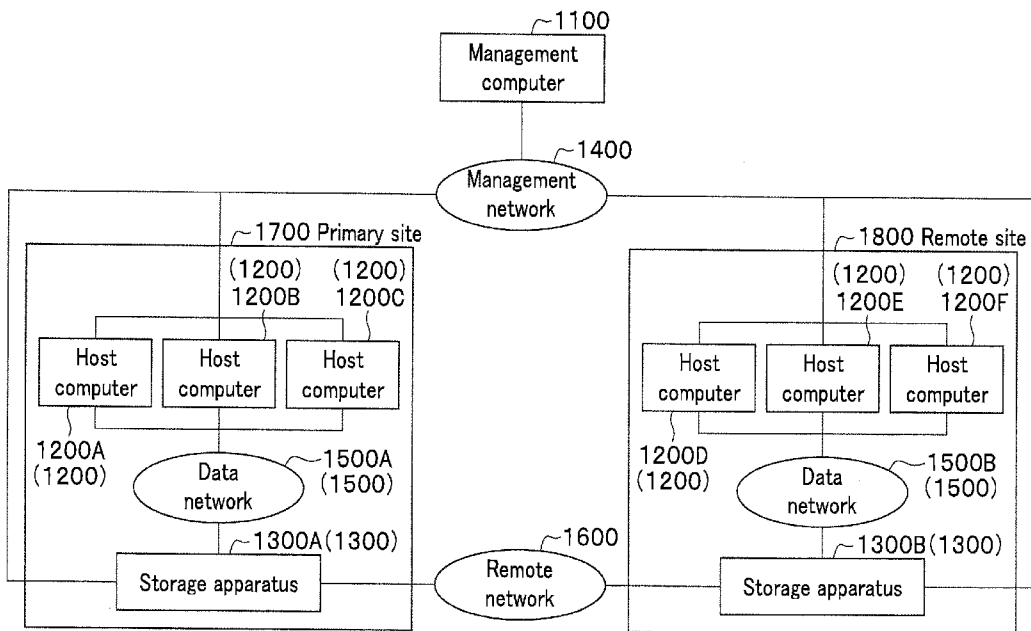 1100
Management
computer
1400
Management
network
1700 Primary site
(1200) (1200)
1200B 1200C
Host
computer
Host
computer
Host
computer
1200A
(1200)
Data
network
1500A
(1500)
1300A(1300)
Storage apparatus
1600
Remote
network
1800 Remote site
(1200) (1200)
1200E 1200F
Host
computer
Host
computer
Host
computer
1200D
(1200)
Data
network
1500B
(1500)
1300B(1300)
Storage apparatus